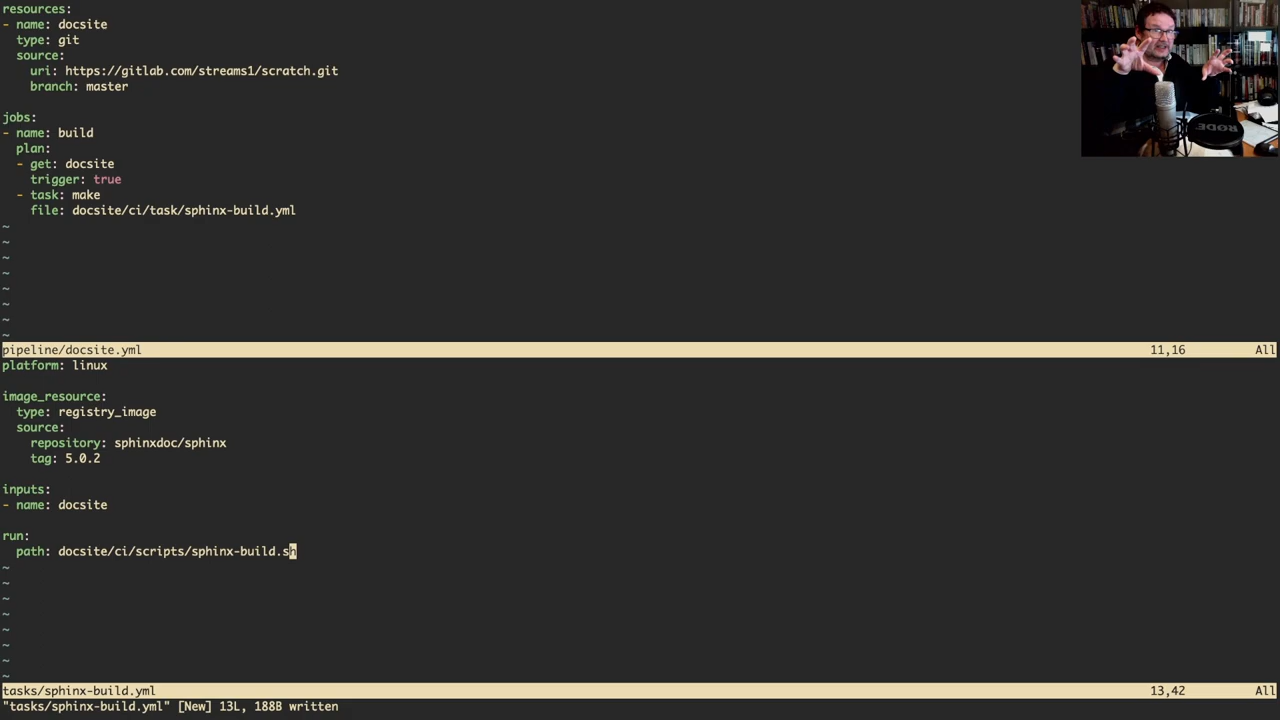 resources:
- name: docsite
  type: git
  source:
    uri: https://gitlab.com/streams1/scratch.git
    branch: master

jobs:
- name: build
  plan:
  - get: docsite
    trigger: true
  - task: make
    file: docsite/ci/task/sphinx-build.yml
~
~
~
~
~
~
~
~
pipeline/docsite.yml 11,16 All
platform: linux

image_resource:
  type: registry_image
  source:
    repository: sphinxdoc/sphinx
    tag: 5.0.2

inputs:
- name: docsite

run:
  path: docsite/ci/scripts/sphinx-build.sh
~
~
~
~
~
~
~
~
tasks/sphinx-build.yml 13,42 All
"tasks/sphinx-build.yml" [New] 13L, 188B written
RODE